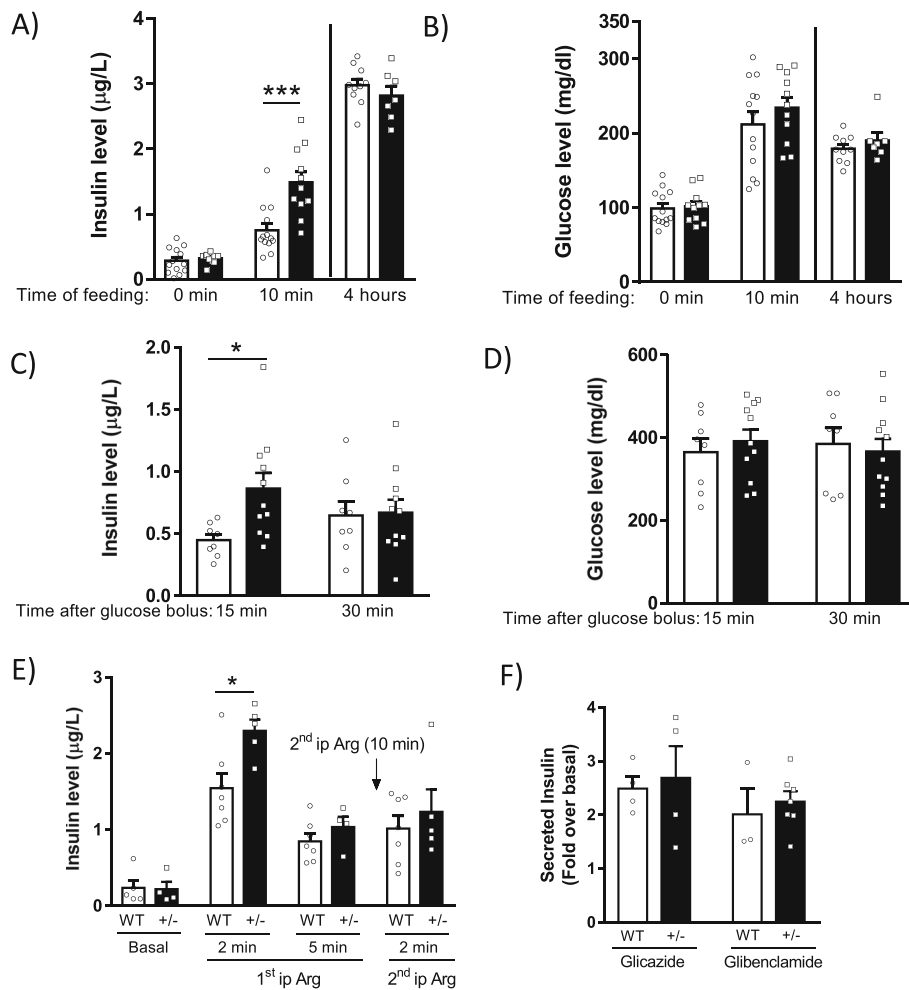 A)
Insulin level (µg/L)
4
3
2
1
0
***
Time of feeding: 0 min 10 min 4 hours
B)
Glucose level (mg/dl)
350
300
250
200
150
100
50
0
Time of feeding: 0 min 10 min 4 hours
C)
Insulin level (µg/L)
2.0
1.5
1.0
0.5
0.0
*
Time after glucose bolus: 15 min 30 min
D)
Glucose level (mg/dl)
600
400
200
0
Time after glucose bolus: 15 min 30 min
E)
Insulin level (µg/L)
3
2
1
0
*
2nd ip Arg (10 min)
WT +/- WT +/- WT +/- WT +/-
Basal 2 min 5 min 2 min
1st ip Arg 2nd ip Arg
F)
Secreted Insulin
(Fold over basal)
4
3
2
1
0
WT +/- WT +/-
Glicazide Glibenclamide